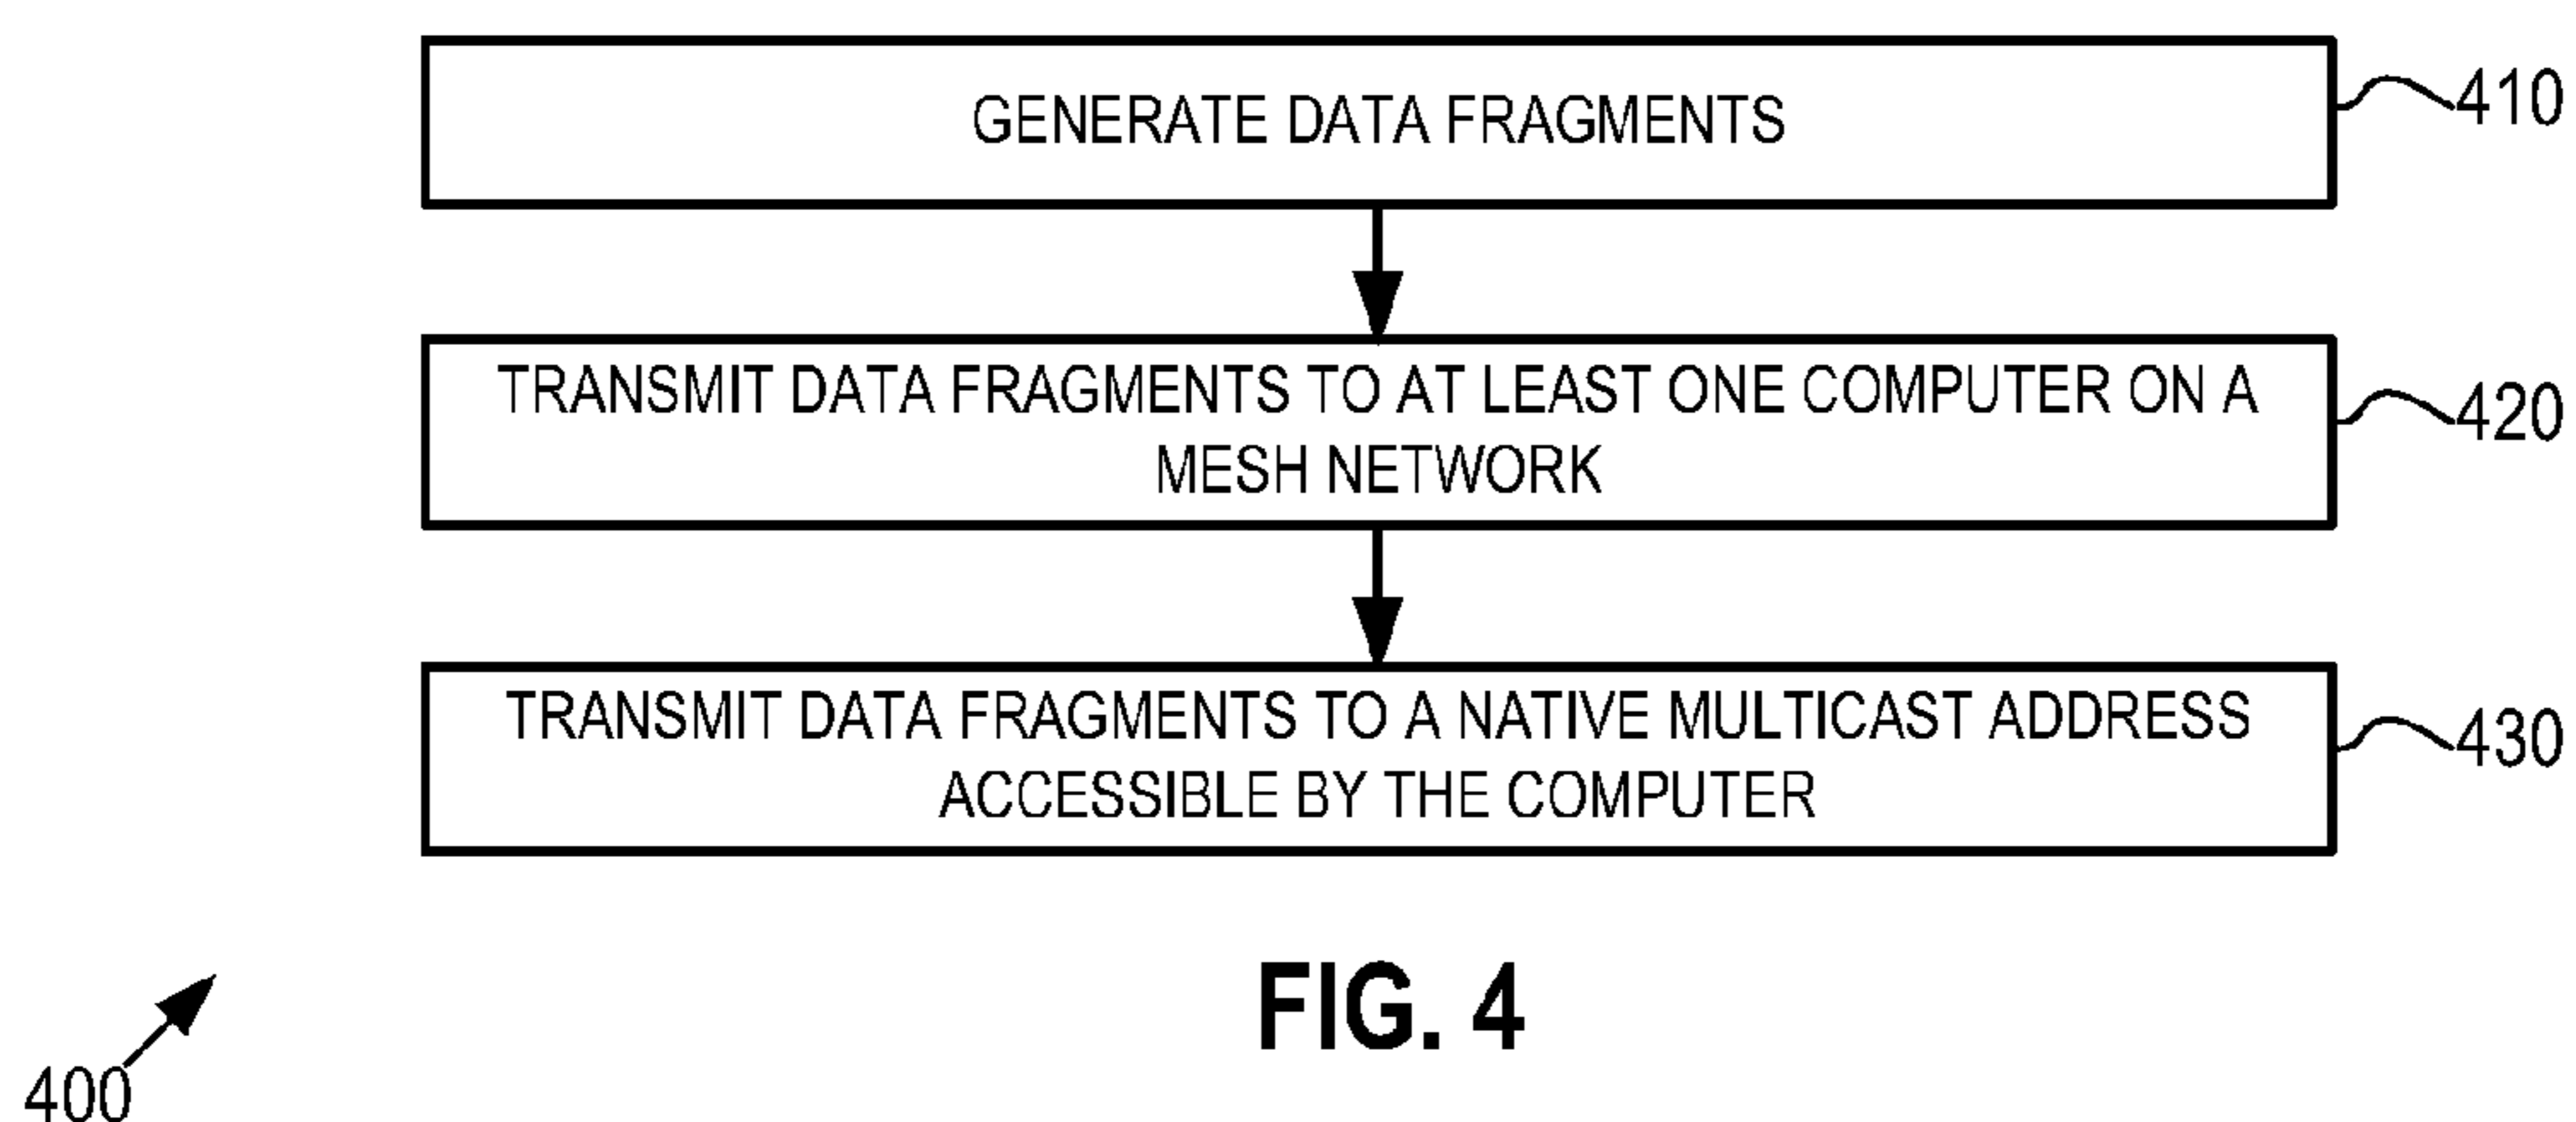 GENERATE DATA FRAGMENTS
410
TRANSMIT DATA FRAGMENTS TO AT LEAST ONE COMPUTER ON A
MESH NETWORK
420
TRANSMIT DATA FRAGMENTS TO A NATIVE MULTICAST ADDRESS
ACCESSIBLE BY THE COMPUTER
430
FIG. 4
400